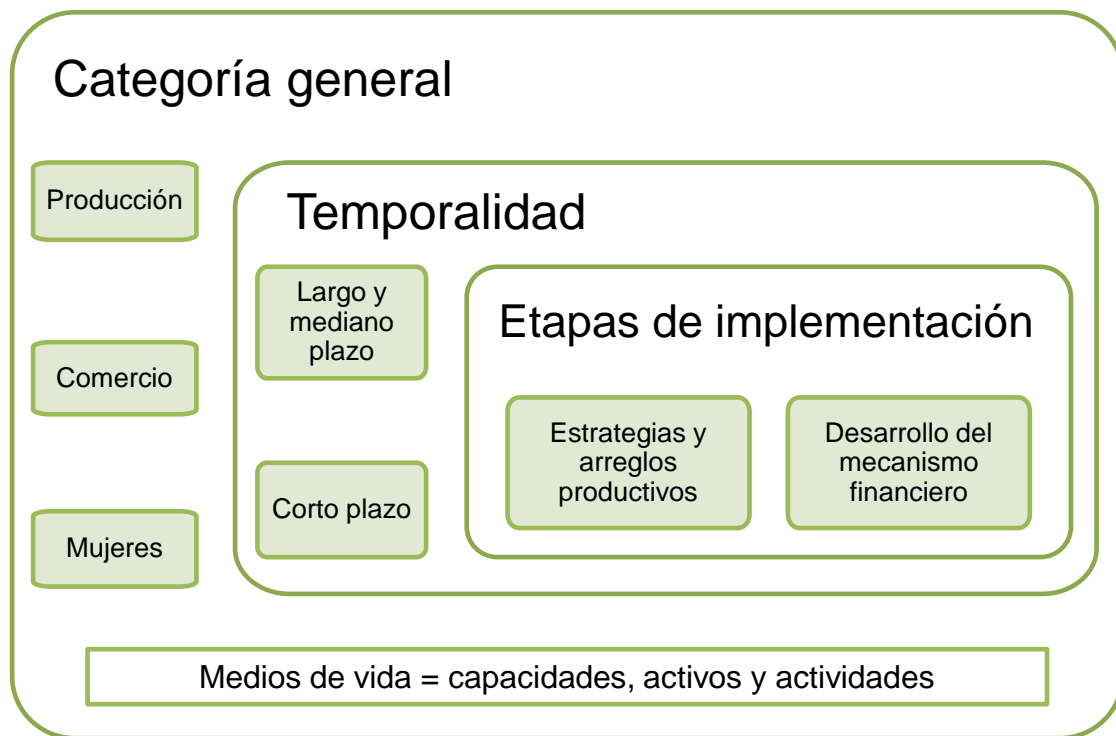 Categoría general
Producción
Comercio
Mujeres
Temporalidad
Largo y
mediano
plazo
Corto plazo
Etapas de implementación
Estrategias y
arreglos
productivos
Desarrollo del
mecanismo
financiero
Medios de vida = capacidades, activos y actividades